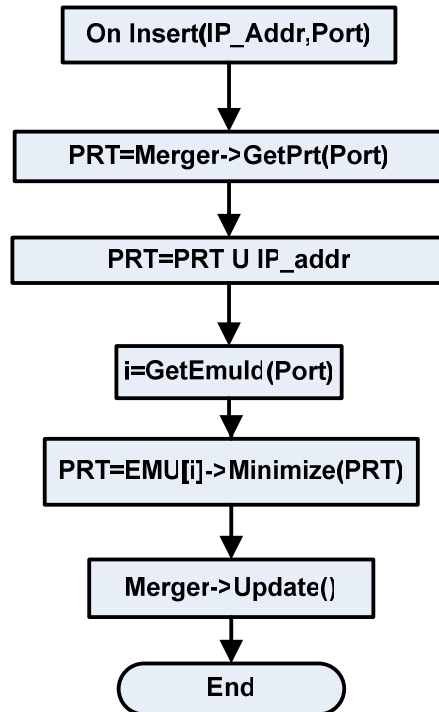 On Insert(IP_Addr,Port)
PRT=Merger->GetPrt(Port)
PRT=PRT U IP_addr
i=GetEmuId(Port)
PRT=EMU[i]->Minimize(PRT)
Merger->Update()
End